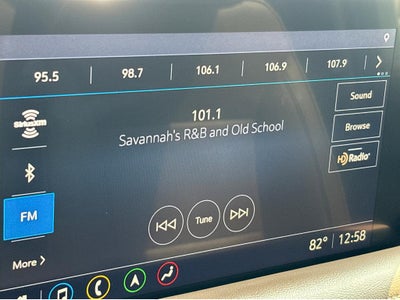 95.5 98.7 106.1 106.9 107.9
101.1
Savannah's R&B and Old School
((SiriusXM))
FM
More >
Sound
Browse
HD Radio
Tune
82° 12:58